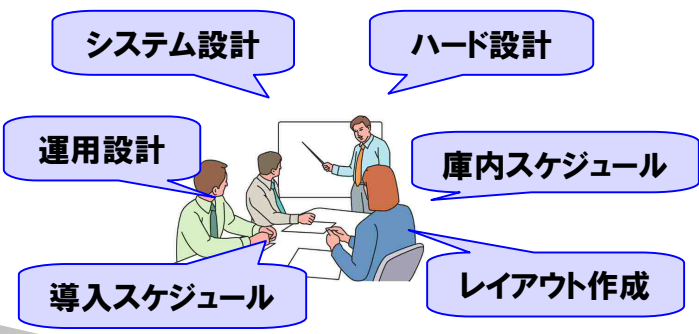 システム設計
ハード設計
運用設計
庫内スケジュール
導入スケジュール
レイアウト作成